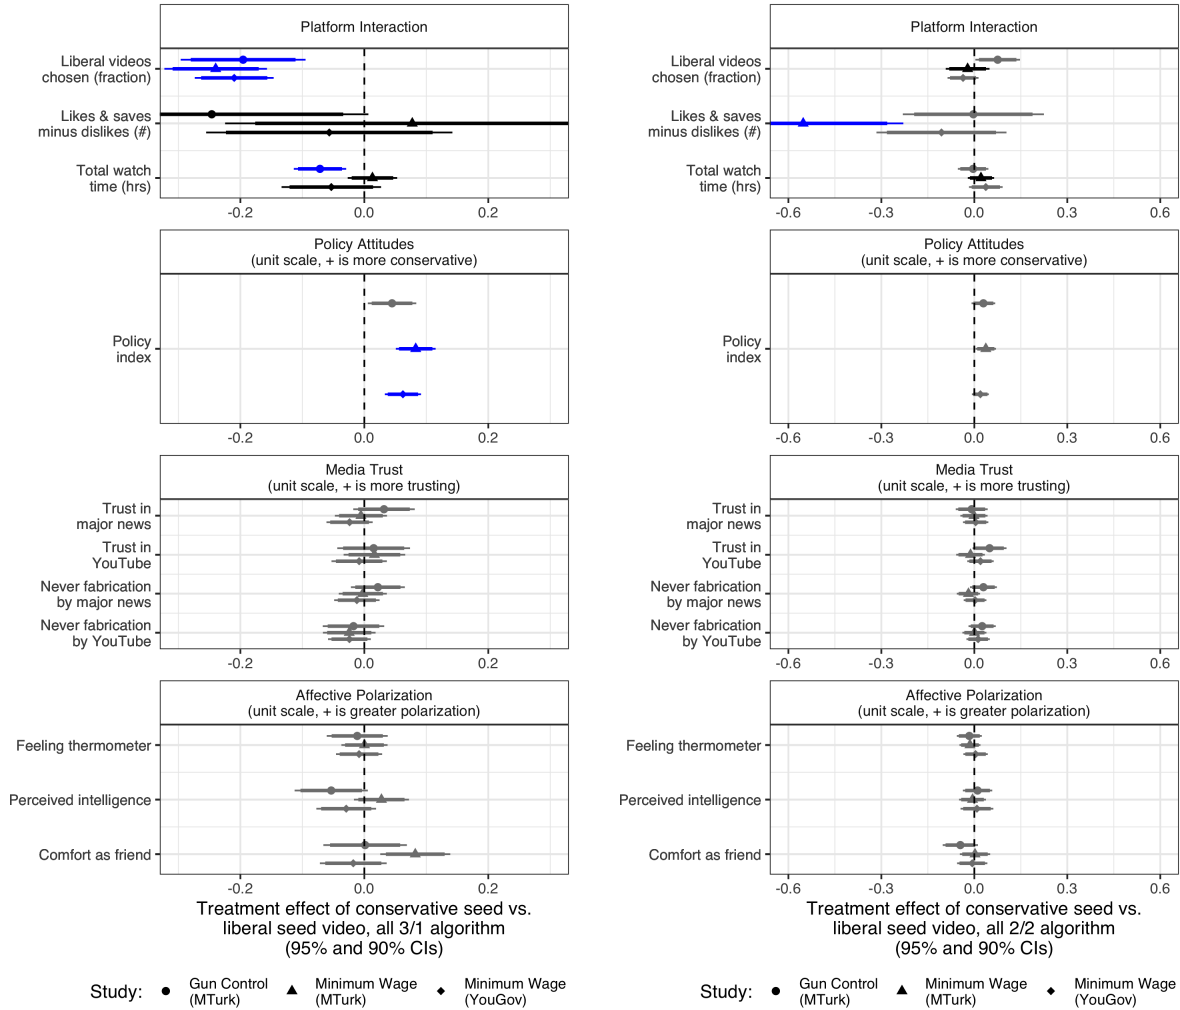 Platform Interaction
Liberal videos
chosen (fraction)
Likes & saves
minus dislikes (#)
Total watch
time (hrs)
-0.2 0.0 0.2
Policy Attitudes
(unit scale, + is more conservative)
Policy
index
-0.2 0.0 0.2
Media Trust
(unit scale, + is more trusting)
Trust in
major news
Trust in
YouTube
Never fabrication
by major news
Never fabrication
by YouTube
-0.2 0.0 0.2
Affective Polarization
(unit scale, + is greater polarization)
Feeling thermometer
Perceived intelligence
Comfort as friend
-0.2 0.0 0.2
Treatment effect of conservative seed vs.
liberal seed video, all 3/1 algorithm
(95% and 90% CIs)
Study: Gun Control (MTurk) Minimum Wage (MTurk) Minimum Wage (YouGov)
Platform Interaction
Liberal videos
chosen (fraction)
Likes & saves
minus dislikes (#)
Total watch
time (hrs)
-0.6 -0.3 0.0 0.3 0.6
Policy Attitudes
(unit scale, + is more conservative)
Policy
index
-0.6 -0.3 0.0 0.3 0.6
Media Trust
(unit scale, + is more trusting)
Trust in
major news
Trust in
YouTube
Never fabrication
by major news
Never fabrication
by YouTube
-0.6 -0.3 0.0 0.3 0.6
Affective Polarization
(unit scale, + is greater polarization)
Feeling thermometer
Perceived intelligence
Comfort as friend
-0.6 -0.3 0.0 0.3 0.6
Treatment effect of conservative seed vs.
liberal seed video, all 2/2 algorithm
(95% and 90% CIs)
Study: Gun Control (MTurk) Minimum Wage (MTurk) Minimum Wage (YouGov)